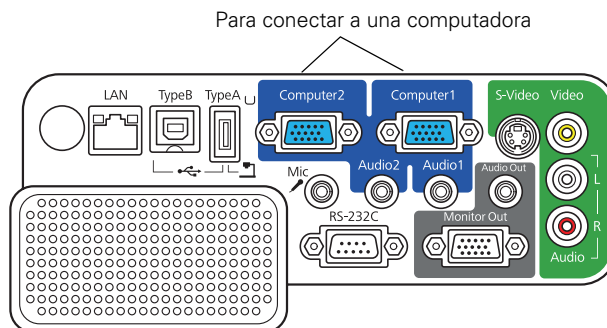 Para conectar a una computadora
LAN TypeB TypeA Computer2 Computer1 S-Video Video
Mic Audio2 Audio1 Audio Out L
RS-232C Monitor Out R
Audio